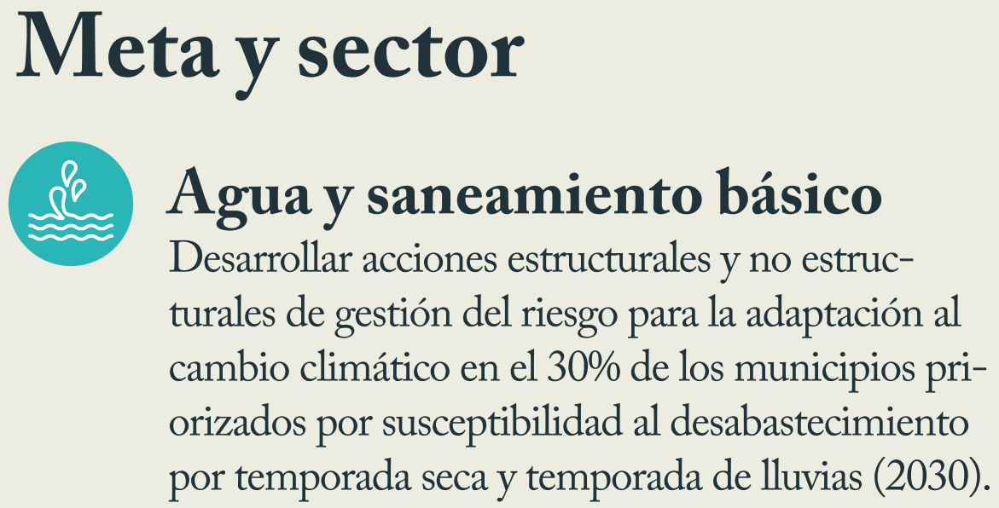 Meta y sector
Agua y saneamiento básico
Desarrollar acciones estructurales y no estruc-
turales de gestión del riesgo para la adaptación al
cambio climático en el 30% de los municipios pri-
orizados por susceptibilidad al desabastecimiento
por temporada seca y temporada de lluvias (2030).